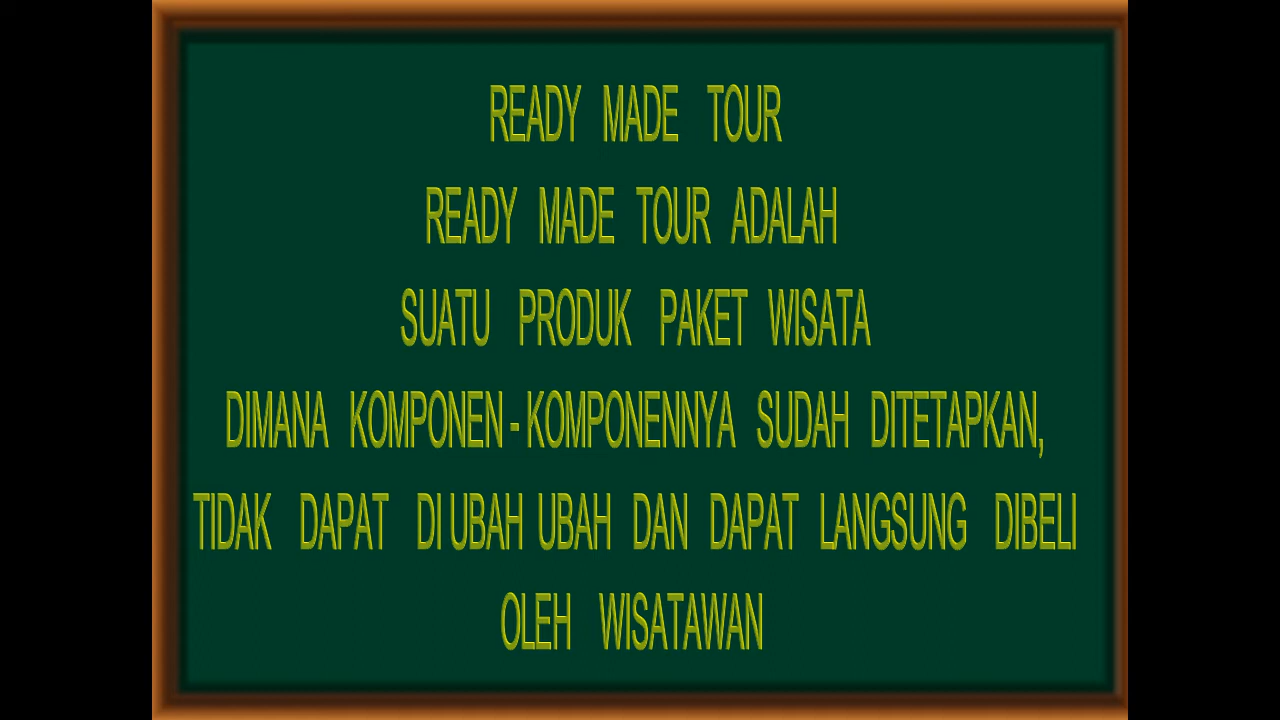 READY MADE TOUR
READY MADE TOUR ADALAH
SUATU PRODUK PAKET WISATA
DIMANA KOMPONEN - KOMPONENNYA SUDAH DITETAPKAN,
TIDAK DAPAT DI UBAH UBAH DAN DAPAT LANGSUNG DIBELI
OLEH WISATAWAN